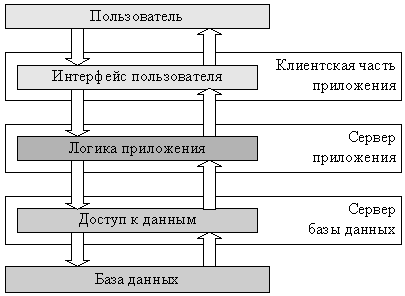 Пользователь
Интерфейс пользователя
Клиентская часть
приложения
Логика приложения
Сервер
приложения
Доступ к данным
Сервер
базы данных
База данных